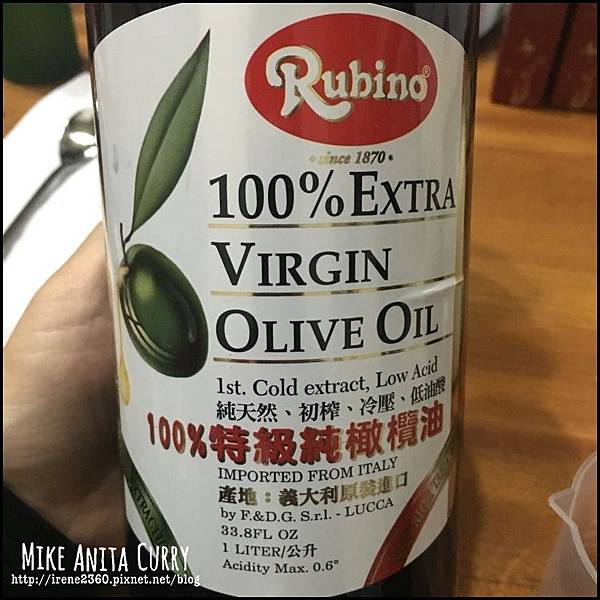 Rubino®
• since 1870 •
100% EXTRA
VIRGIN
OLIVE OIL
1st. Cold extract, Low Acid
純天然、初榨、冷壓、低油酸
100%特級純橄欖油
IMPORTED FROM ITALY
產地：義大利原裝進口
by F.&D.G. S.r.l. - LUCCA
33.8FL OZ
1 LITER/公升
Acidity Max. 0.6°
MIKE ANITA CURRY
http://irene2360.pixnet.net/blog